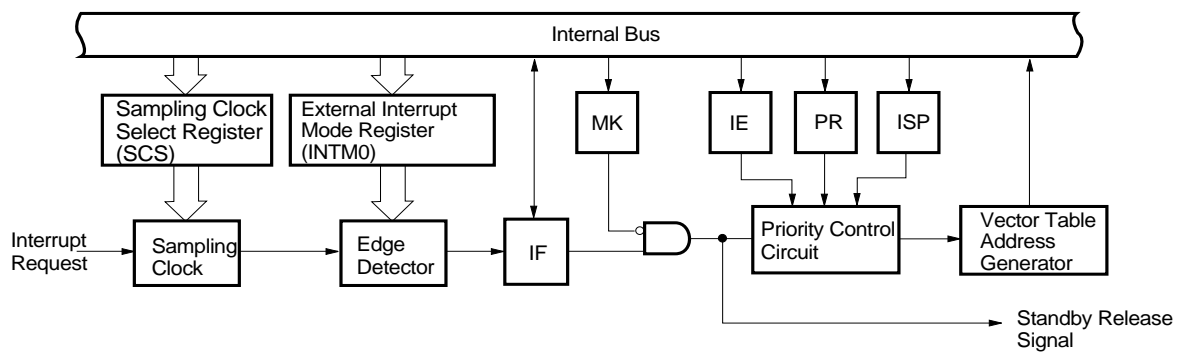 Internal Bus
Sampling Clock
Select Register
(SCS)
External Interrupt
Mode Register
(INTM0)
MK
IE
PR
ISP
Interrupt
Request
Sampling
Clock
Edge
Detector
IF
Priority Control
Circuit
Vector Table
Address
Generator
Standby Release
Signal